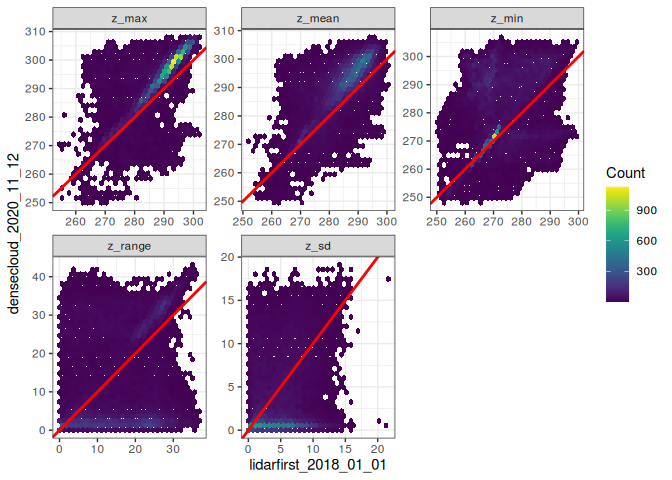 z_max
z_mean
z_min
310
300
290
280
270
260
250
260 270 280 290 300
310
300
290
280
270
260
250
250 260 270 280 290 300
300
290
280
270
260
250
250 260 270 280 290 300
densecloud_2020_11_12
Count
900
600
300
z_range
z_sd
40
30
20
10
0
0 10 20 30
20
15
10
5
0
0 5 10 15 20
lidarfirst_2018_01_01